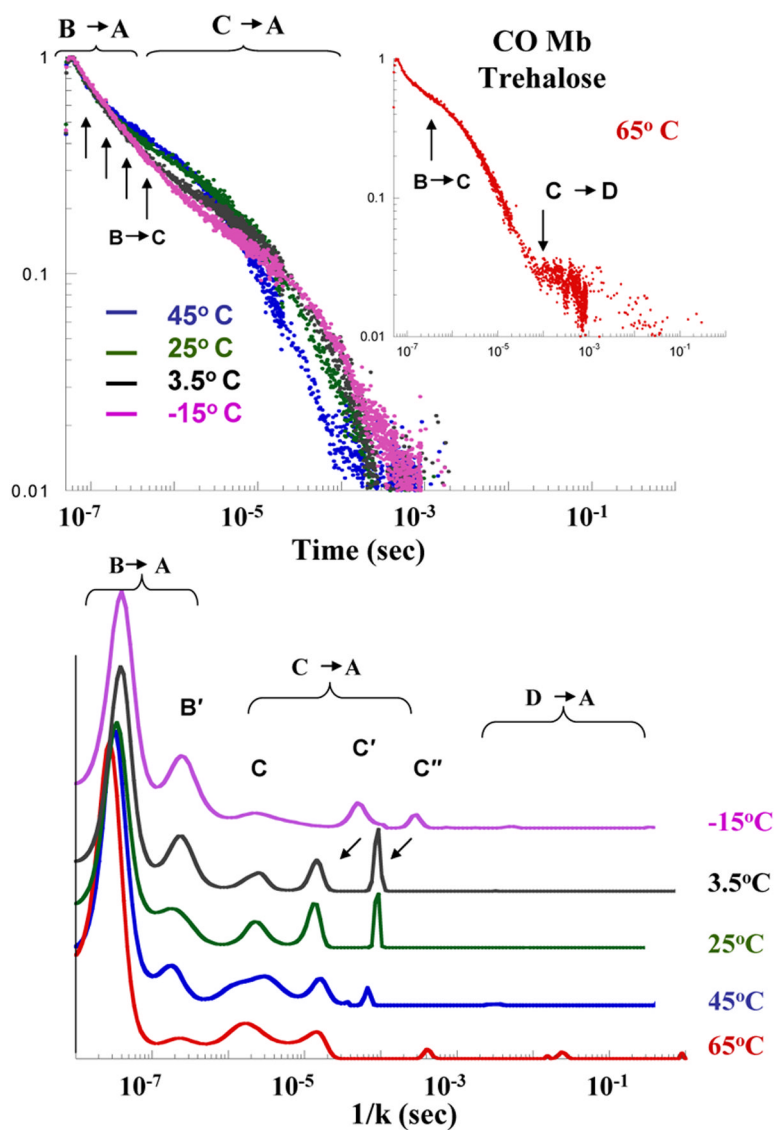 B → A
C → A
CO Mb
Trehalose
65° C
1
1
B → C
C → D
B → C
0.1
0.1
45° C
25° C
3.5° C
-15° C
0.01
10⁻⁷ 10⁻⁵ 10⁻³ 10⁻¹
0.01
10⁻⁷ 10⁻⁵ 10⁻³ 10⁻¹
Time (sec)
B → A
C → A
D → A
B′
C
C′
C″
-15°C
3.5°C
25°C
45°C
65°C
10⁻⁷ 10⁻⁵ 10⁻³ 10⁻¹
1/k (sec)